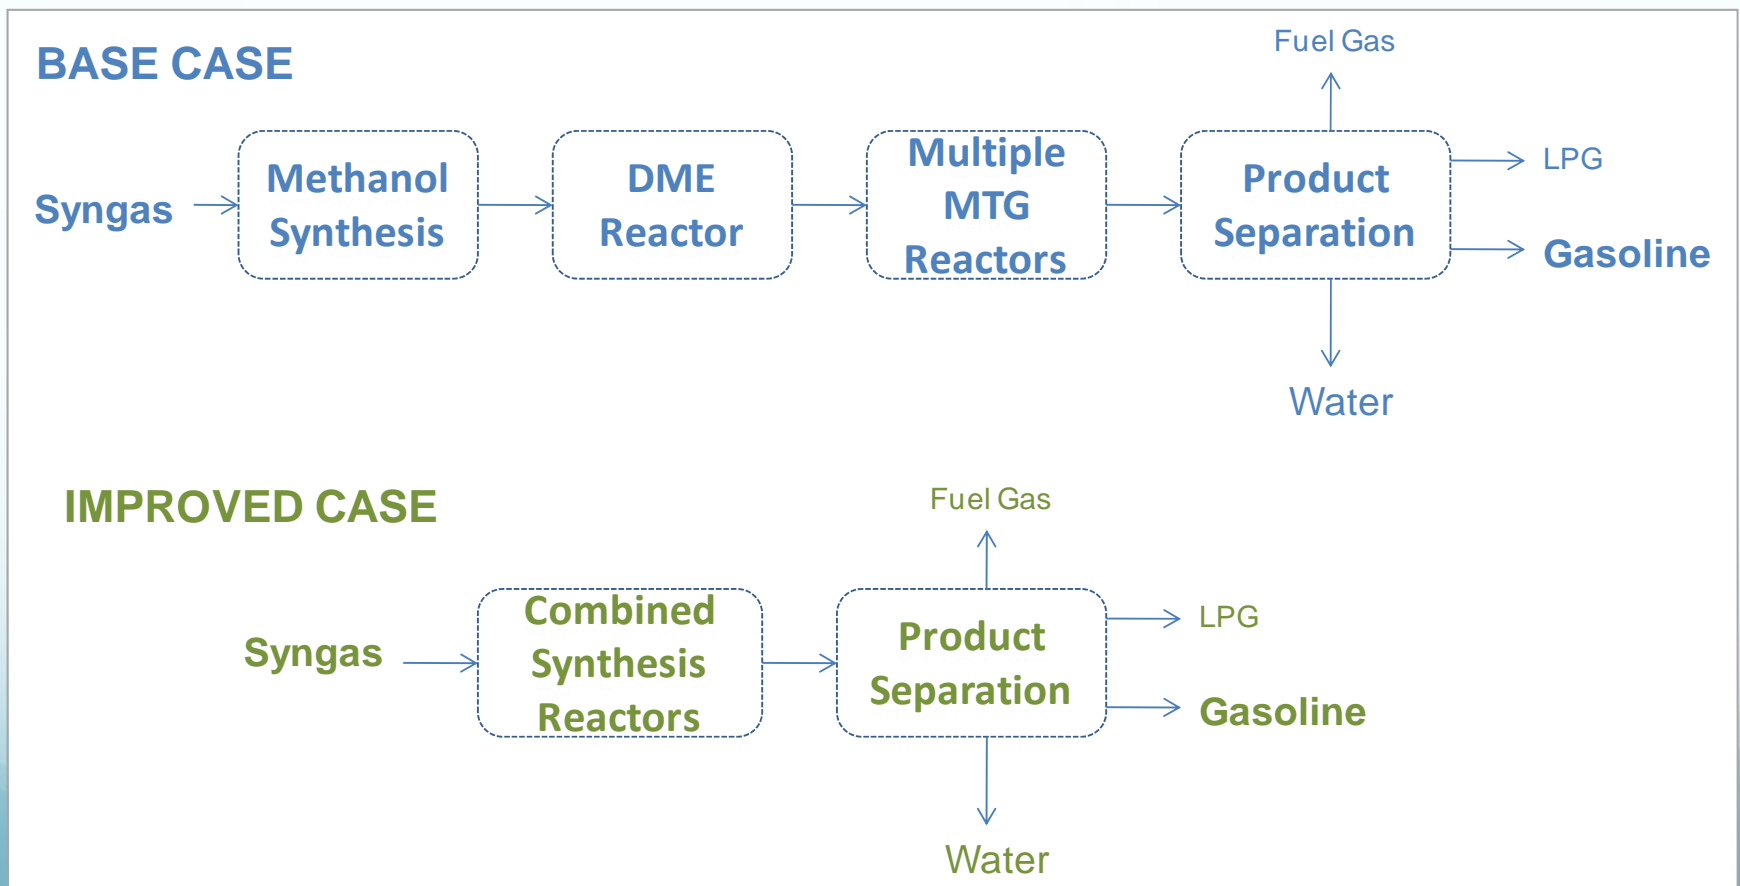 BASE CASE
Fuel Gas
Syngas
Methanol
Synthesis
DME
Reactor
Multiple
MTG
Reactors
Product
Separation
LPG
Gasoline
Water
IMPROVED CASE
Fuel Gas
Syngas
Combined
Synthesis
Reactors
Product
Separation
LPG
Gasoline
Water